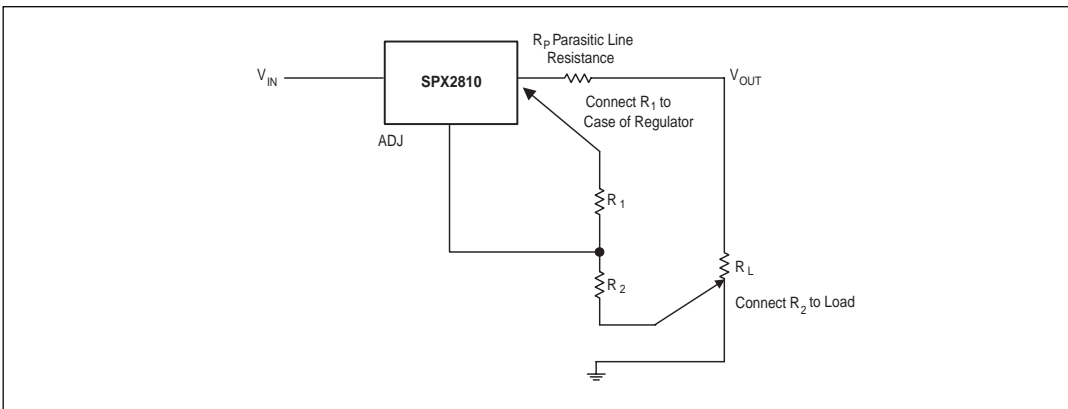 R_P Parasitic Line
Resistance
V_IN
SPX2810
V_OUT
Connect R_1 to
Case of Regulator
ADJ
R_1
R_L
R_2
Connect R_2 to Load